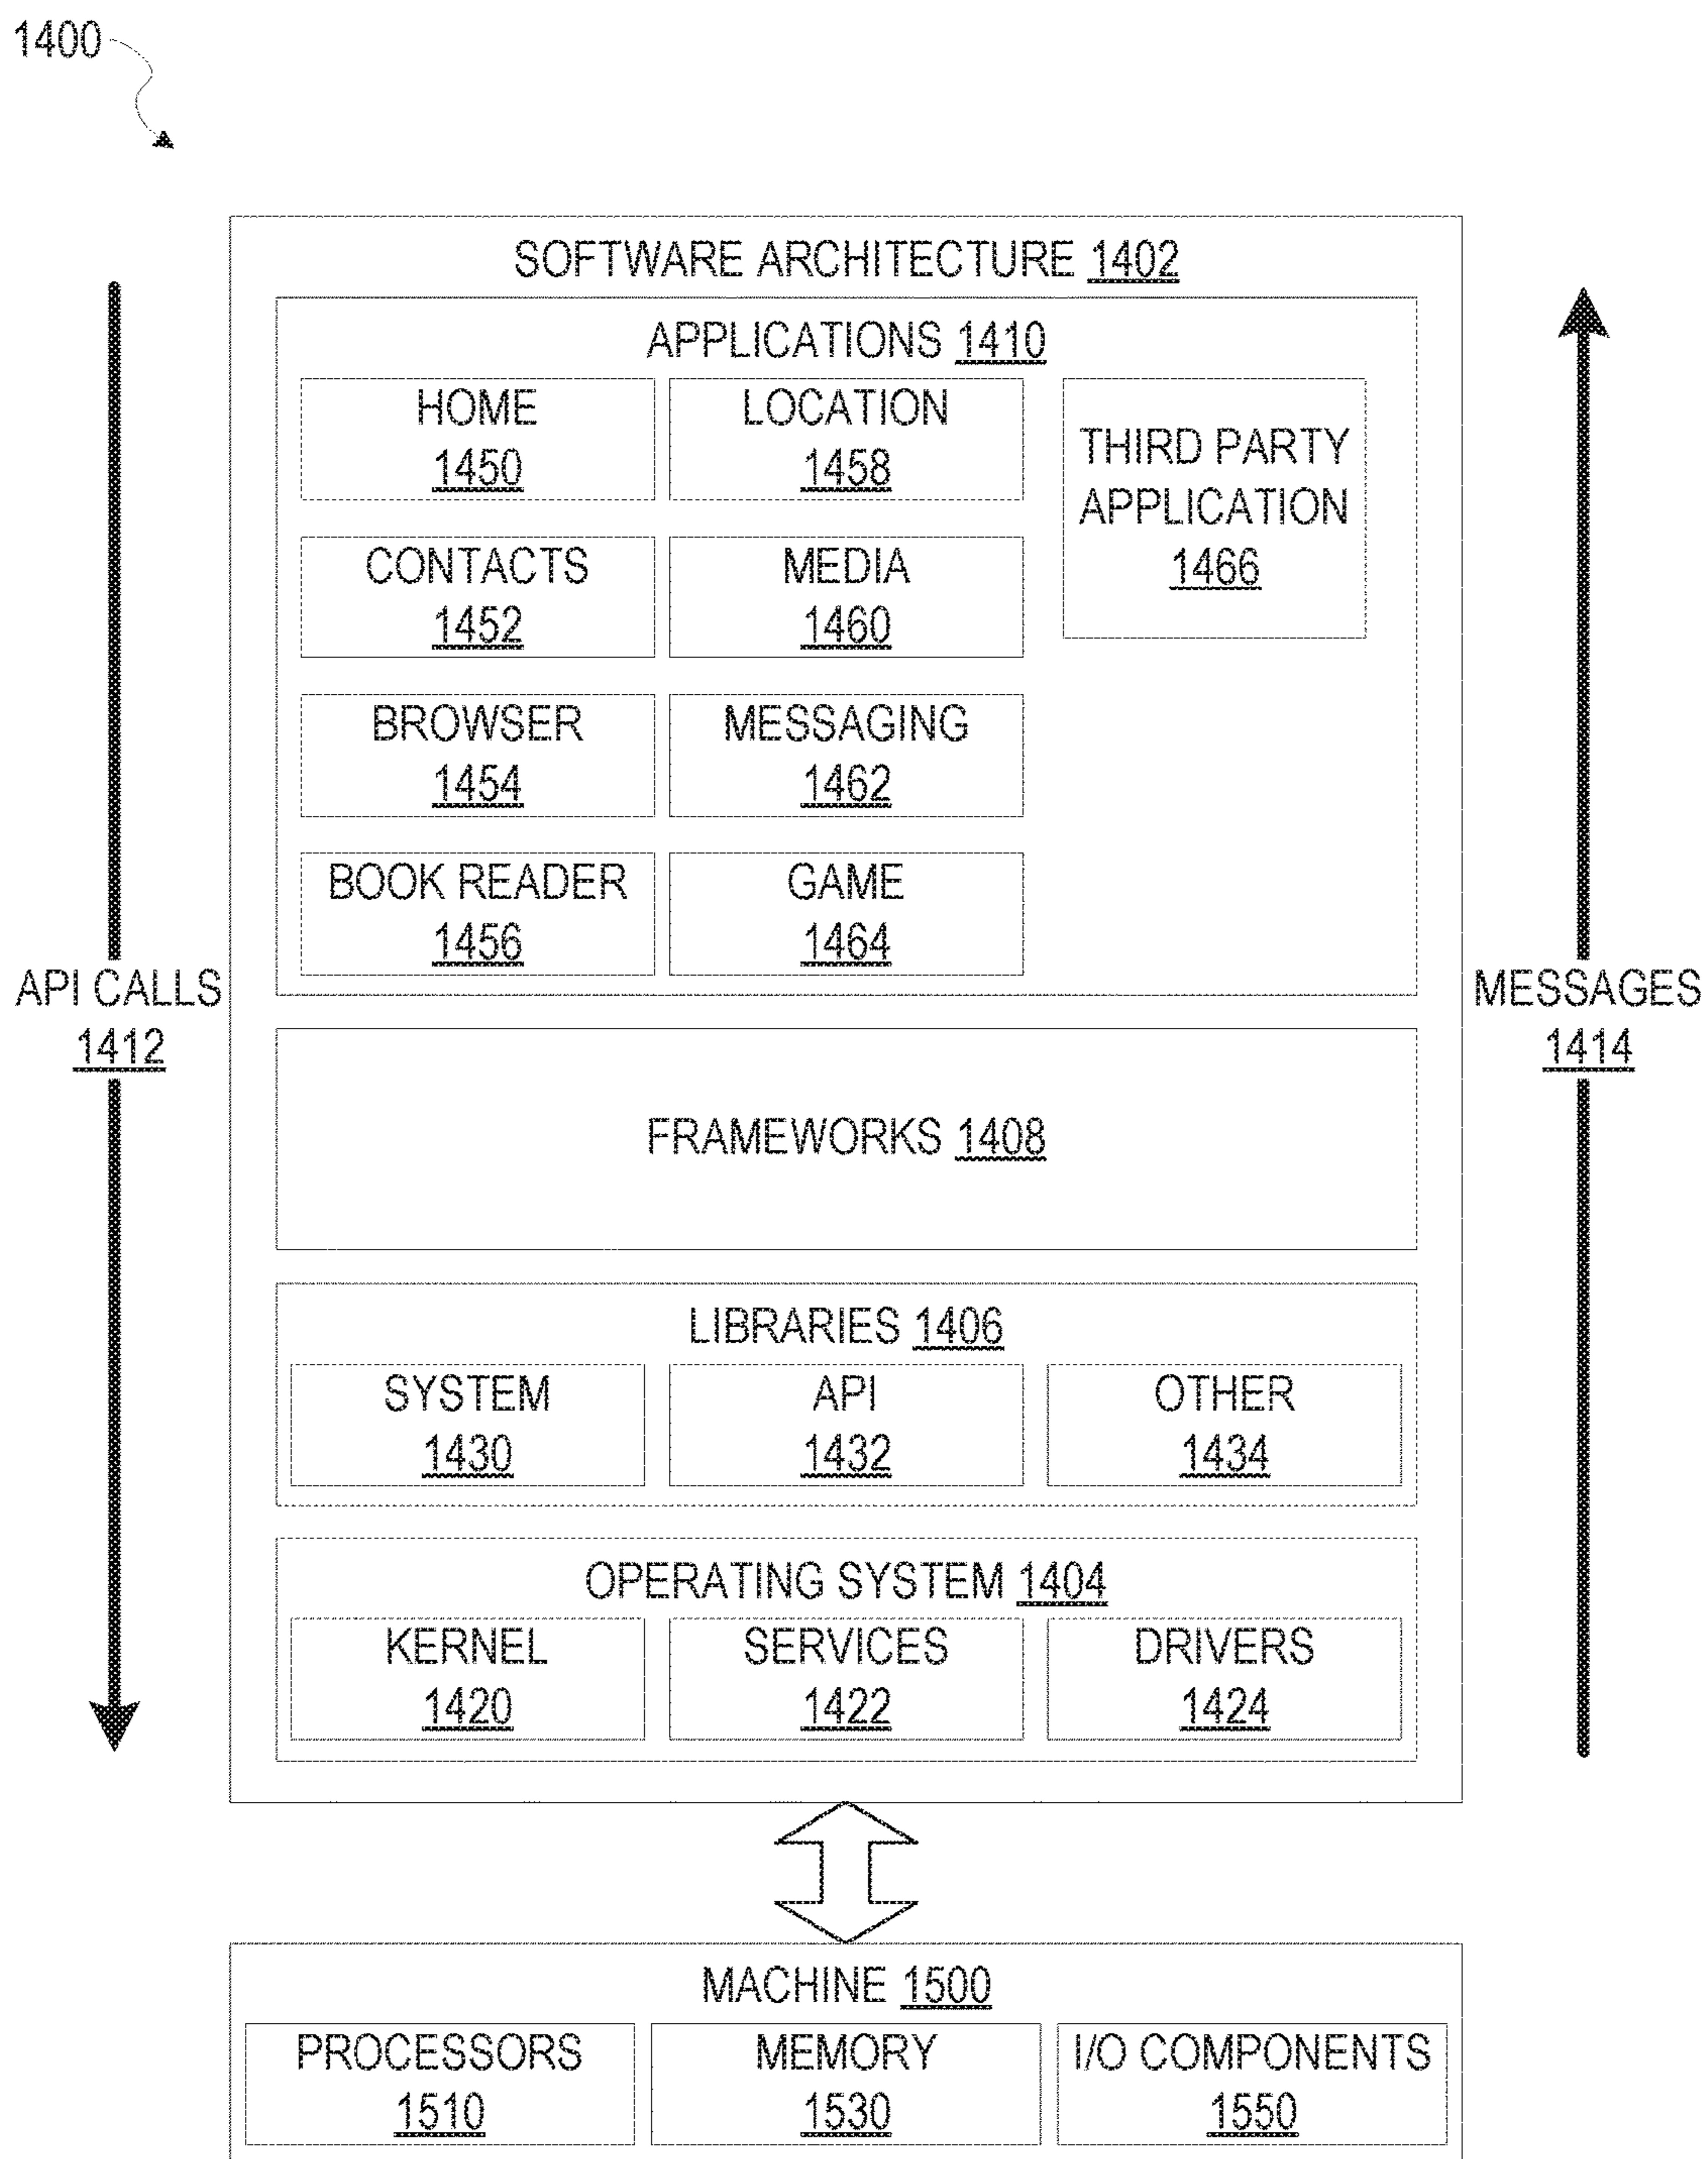 1400
SOFTWARE ARCHITECTURE 1402
APPLICATIONS 1410
HOME
1450
LOCATION
1458
THIRD PARTY
APPLICATION
1466
CONTACTS
1452
MEDIA
1460
BROWSER
1454
MESSAGING
1462
BOOK READER
1456
GAME
1464
API CALLS
1412
MESSAGES
1414
FRAMEWORKS 1408
LIBRARIES 1406
SYSTEM
1430
API
1432
OTHER
1434
OPERATING SYSTEM 1404
KERNEL
1420
SERVICES
1422
DRIVERS
1424
MACHINE 1500
PROCESSORS
1510
MEMORY
1530
I/O COMPONENTS
1550